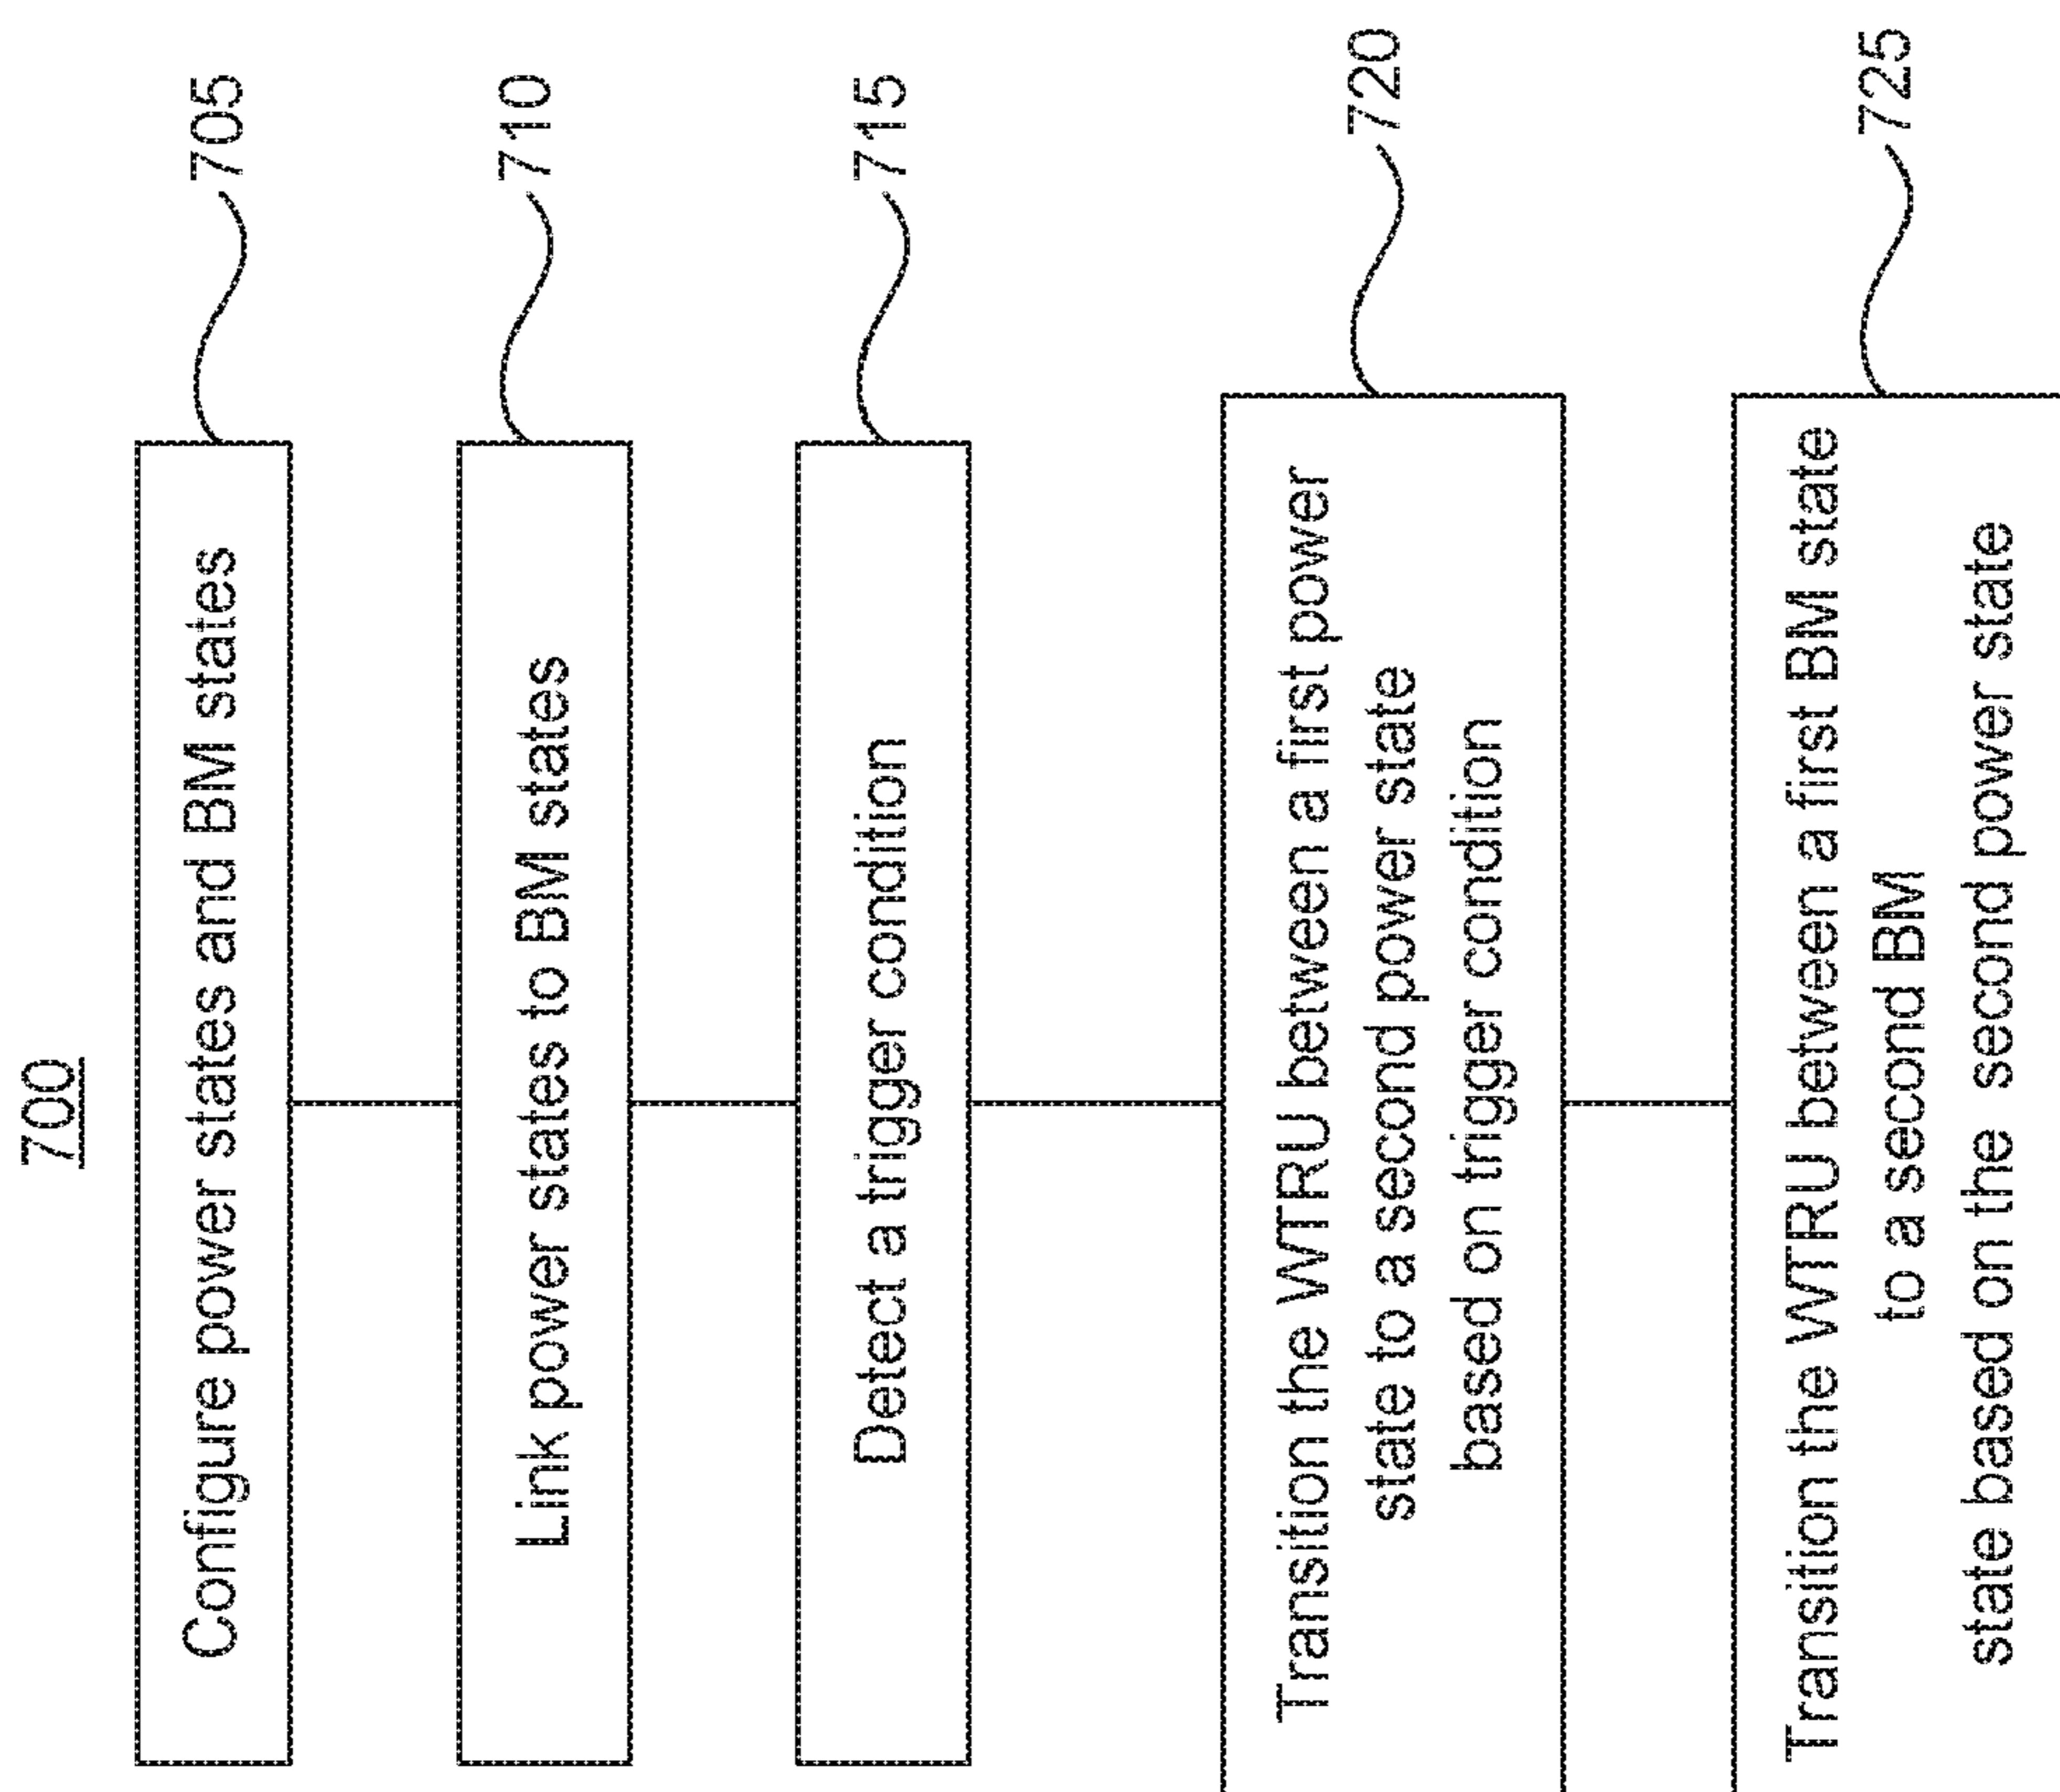 700
Configure power states and BM states
705
Link power states to BM states
710
Detect a trigger condition
715
Transition the WTRU between a first power
state to a second power state
based on trigger condition
720
Transition the WTRU between a first BM state
to a second BM
state based on the second power state
725